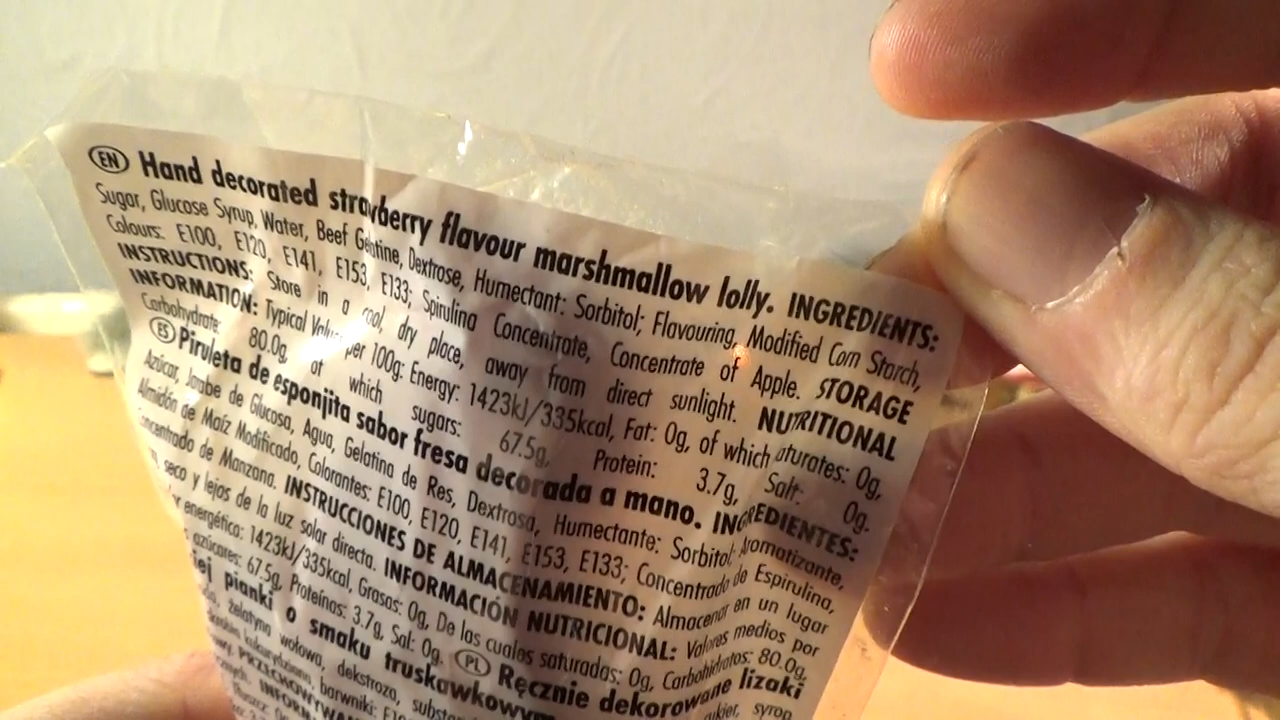 EN Hand decorated strawberry flavour marshmallow lolly. INGREDIENTS:
Sugar, Glucose Syrup, Water, Beef Gelatine, Dextrose, Humectant: Sorbitol; Flavouring, Modified Corn Starch,
Colours: E100, E120, E141, E153, E133; Spirulina Concentrate, Concentrate of Apple. STORAGE
INSTRUCTIONS: Store in a cool, dry place, away from direct sunlight. NUTRITIONAL
INFORMATION: Typical Values per 100g: Energy: 1423kJ/335kcal, Fat: 0g, of which saturates: 0g,
Carbohydrate: 80.0g, of which sugars: 67.5g, Protein: 3.7g, Salt: 0g.
ES Piruleta de esponjita sabor fresa decorada a mano. INGREDIENTES:
Azúcar, Jarabe de Glucosa, Agua, Gelatina de Res, Dextrosa, Humectante: Sorbitol; Aromatizante,
Almidón de Maíz Modificado, Colorantes: E100, E120, E141, E153, E133; Concentrado de Espirulina,
Concentrado de Manzana. INSTRUCCIONES DE ALMACENAMIENTO: Almacenar en un lugar
seco y lejos de la luz solar directa. INFORMACIÓN NUTRICIONAL: Valores medios por
energética: 1423kJ/335kcal, Grasas: 0g, De las cuales saturadas: 0g, Carbohidratos: 80.0g,
azúcares: 67.5g, Proteínas: 3.7g, Sal: 0g. PL Ręcznie dekorowane lizaki
pianki o smaku truskawkowym
żelatyna wołowa, dekstroza, cukier, syrop
kukurydziana, barwniki:
PRZECHOWYWANIA